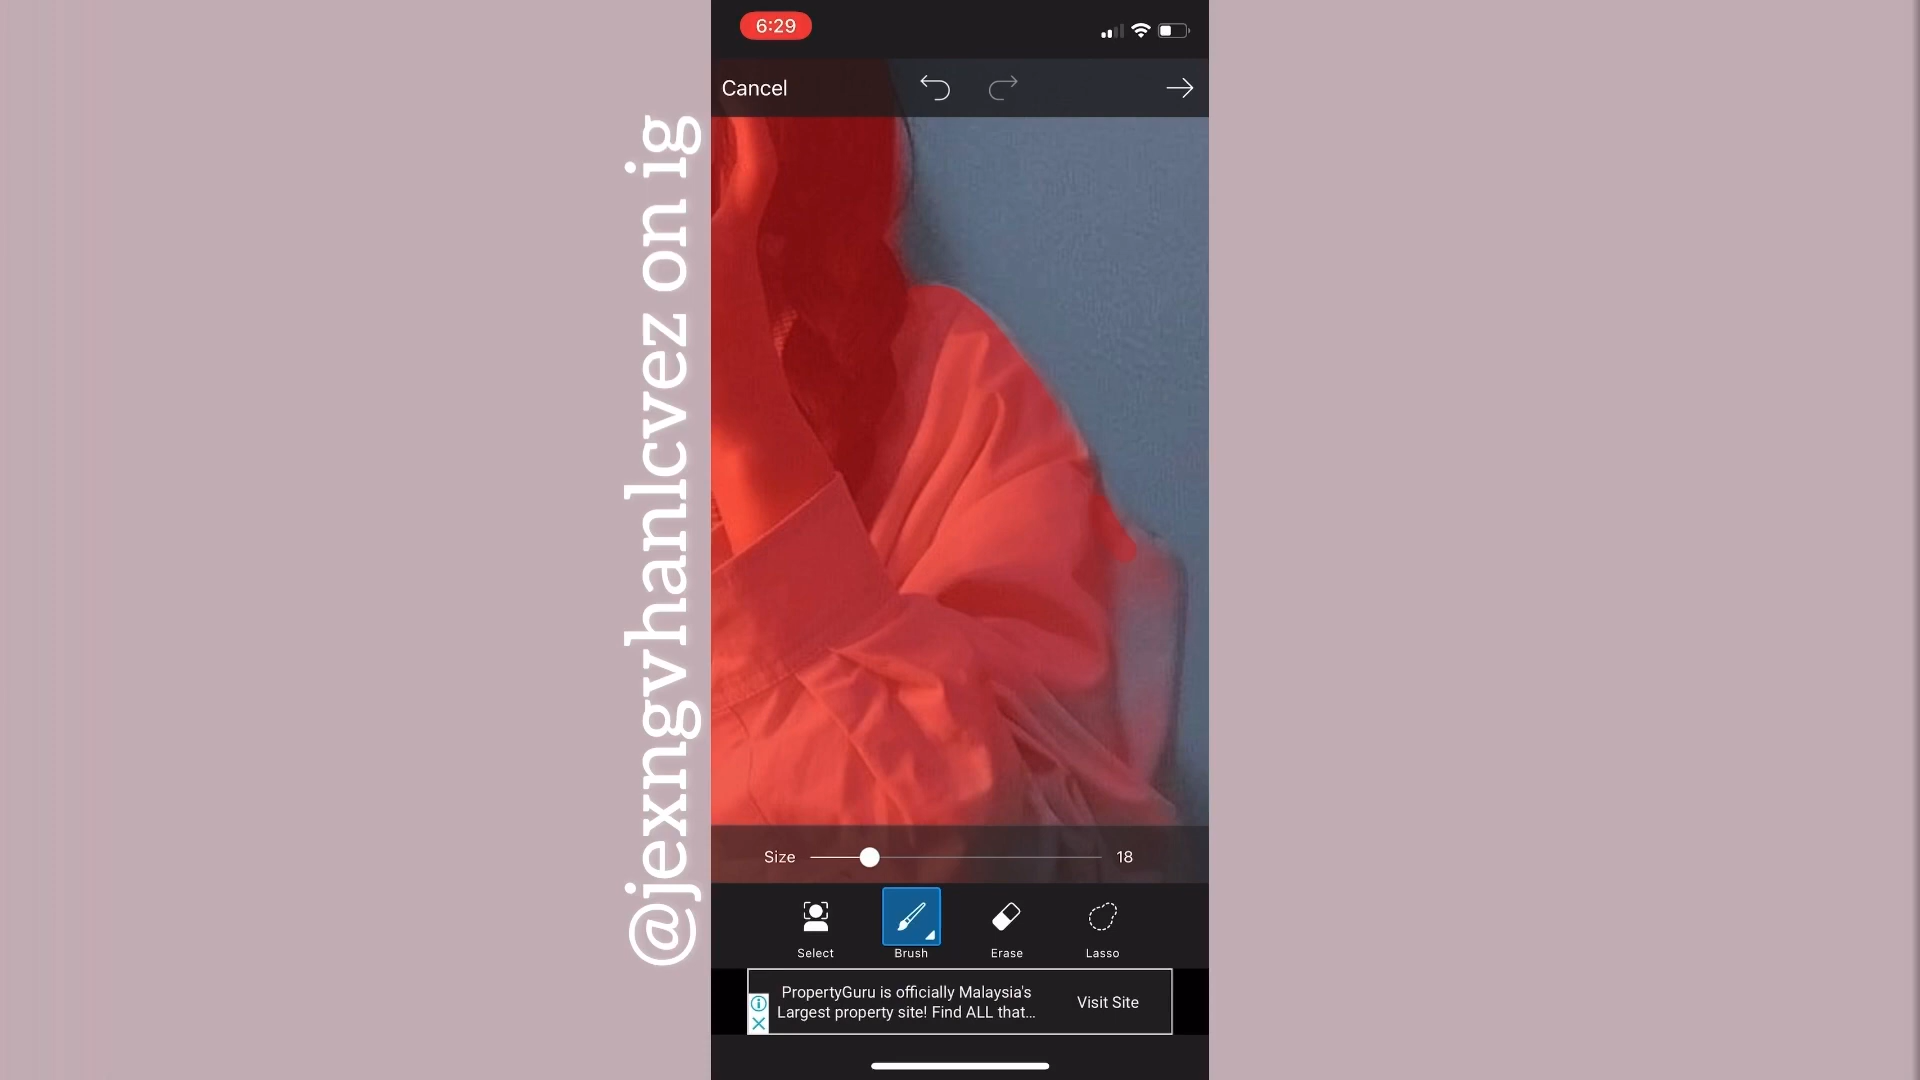 6:29
Cancel
@jexngvhanlcvez on ig
Size
18
Select
Brush
Erase
Lasso
PropertyGuru is officially Malaysia's
Largest property site! Find ALL that...
Visit Site